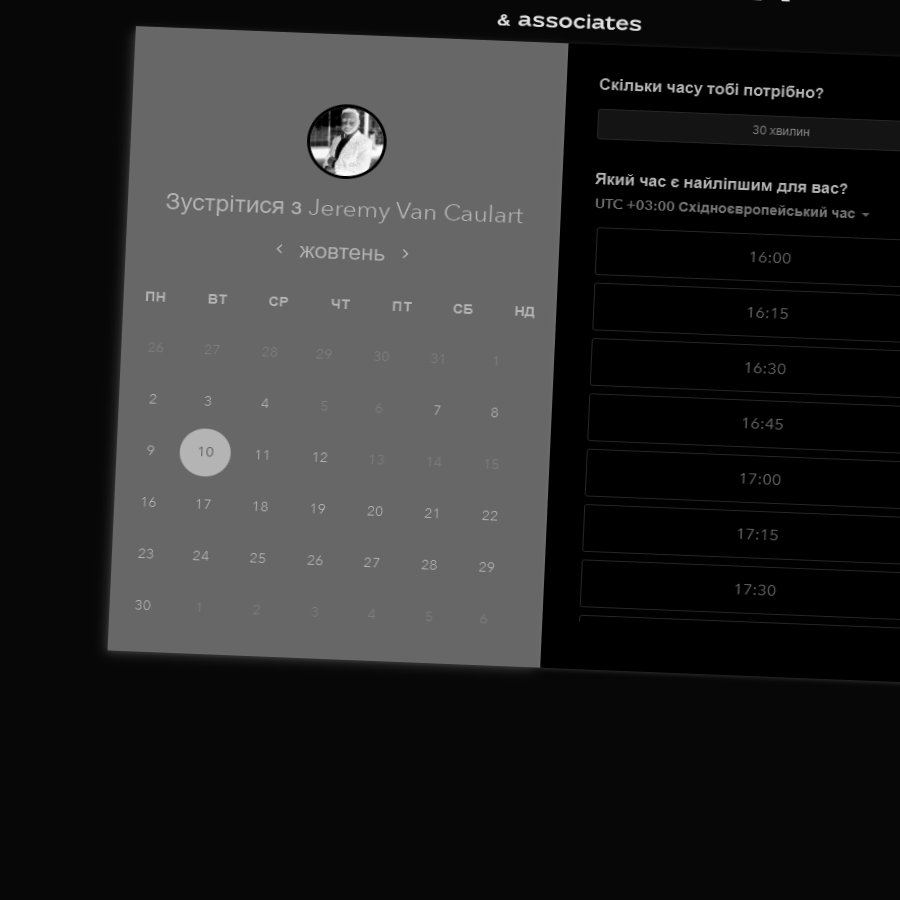 & associates
Зустрітися з Jeremy Van Caulart
жовтень
ПН ВТ СР ЧТ ПТ СБ НД
26 27 28 29 30 31 1
2 3 4 5 6 7 8
9 10 11 12 13 14 15
16 17 18 19 20 21 22
23 24 25 26 27 28 29
30 1 2 3 4 5 6
Скільки часу тобі потрібно?
30 хвилин
Який час є найліпшим для вас?
UTC +03:00 Східноєвропейський час
16:00
16:15
16:30
16:45
17:00
17:15
17:30